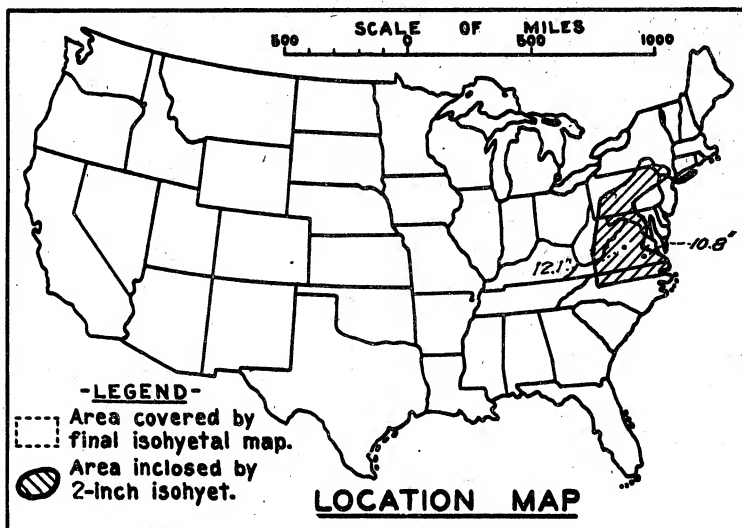 SCALE OF MILES
500 0 500 1000
10.8"
12.1"
-LEGEND-
Area covered by
final isohyetal map.
Area inclosed by
2-inch isohyet.
LOCATION MAP